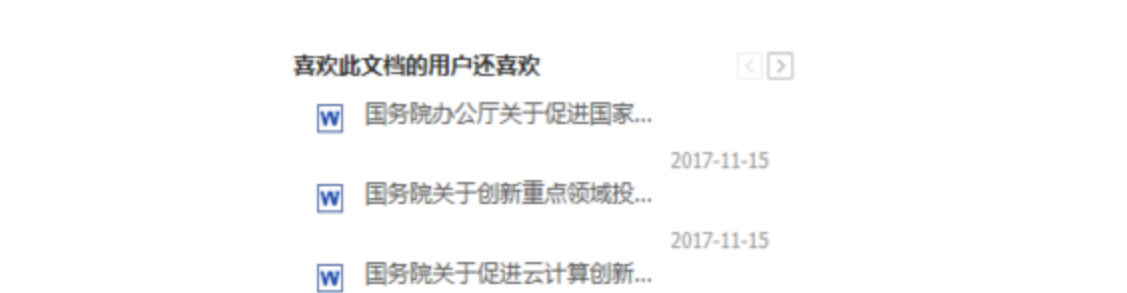 喜欢此文档的用户还喜欢
国务院办公厅关于促进国家...
2017-11-15
国务院关于创新重点领域投...
2017-11-15
国务院关于促进云计算创新...